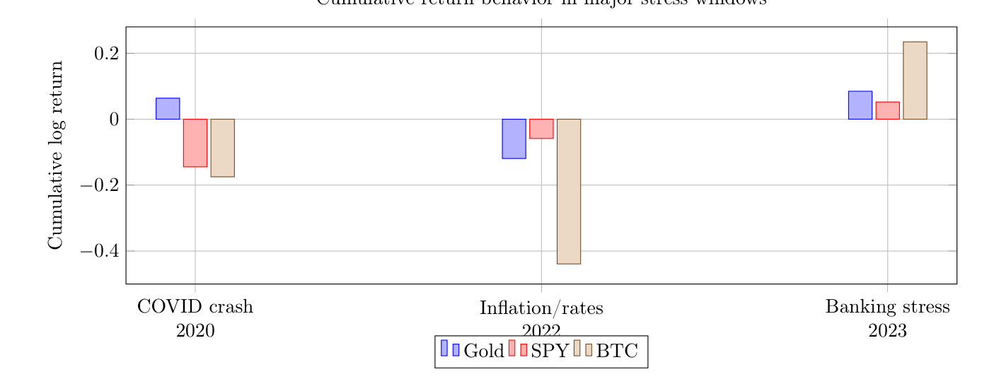 Cumulative return behavior in major stress windows
Cumulative log return
0.2
0
−0.2
−0.4
COVID crash
2020
Inflation/rates
2022
Banking stress
2023
Gold SPY BTC